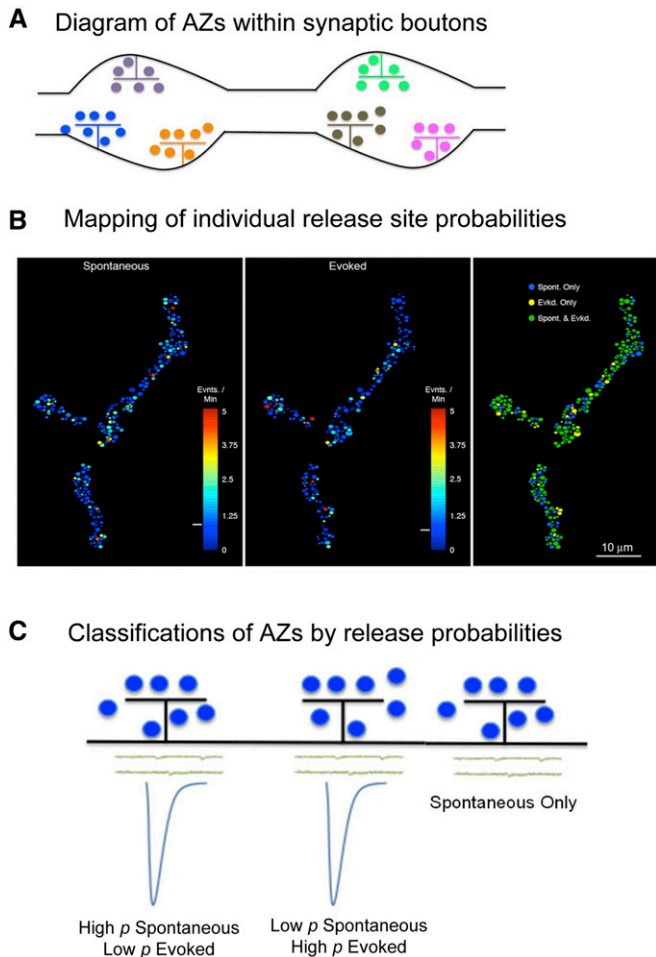 A Diagram of AZs within synaptic boutons
B Mapping of individual release site probabilities
Spontaneous
Evnts. /
Min
5
3.75
2.5
1.25
0
Evoked
Evnts. /
Min
5
3.75
2.5
1.25
0
Spont. Only
Evkd. Only
Spont. & Evkd.
10 μm
C Classifications of AZs by release probabilities
High p Spontaneous
Low p Evoked
Low p Spontaneous
High p Evoked
Spontaneous Only